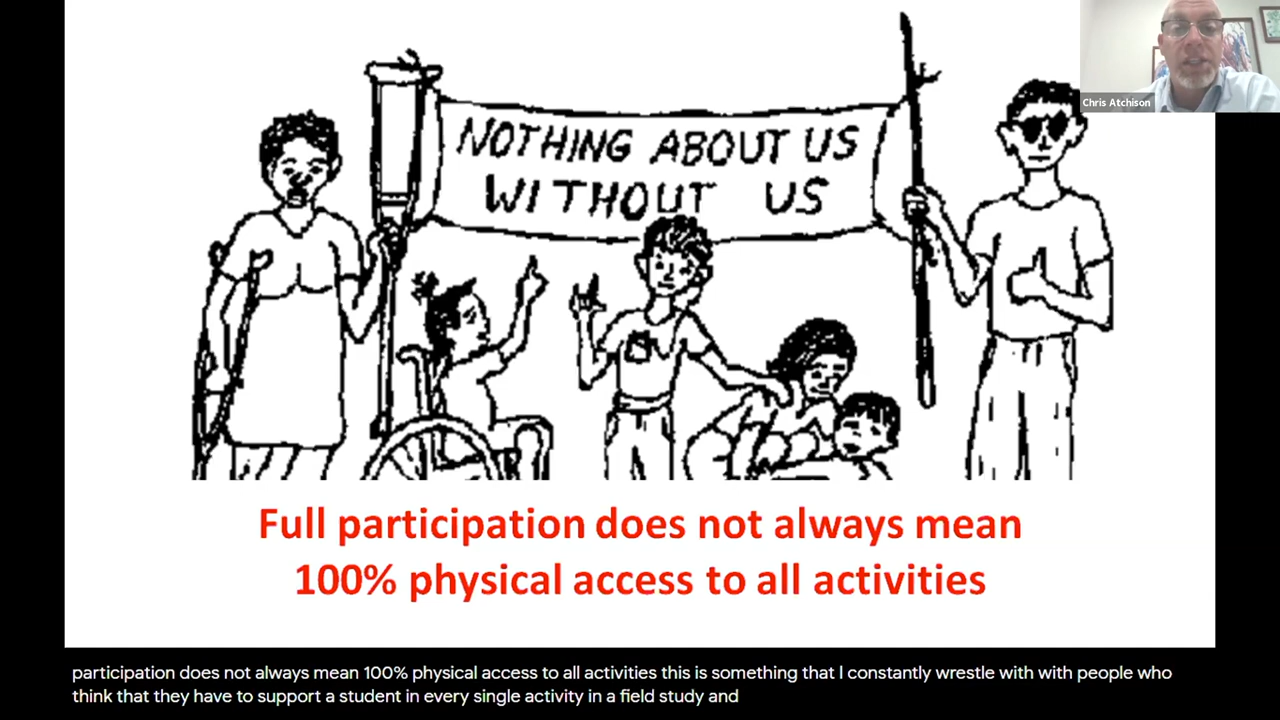 Chris Atchison
NOTHING ABOUT US
WITHOUT US
Full participation does not always mean
100% physical access to all activities
participation does not always mean 100% physical access to all activities this is something that I constantly wrestle with with people who
think that they have to support a student in every single activity in a field study and